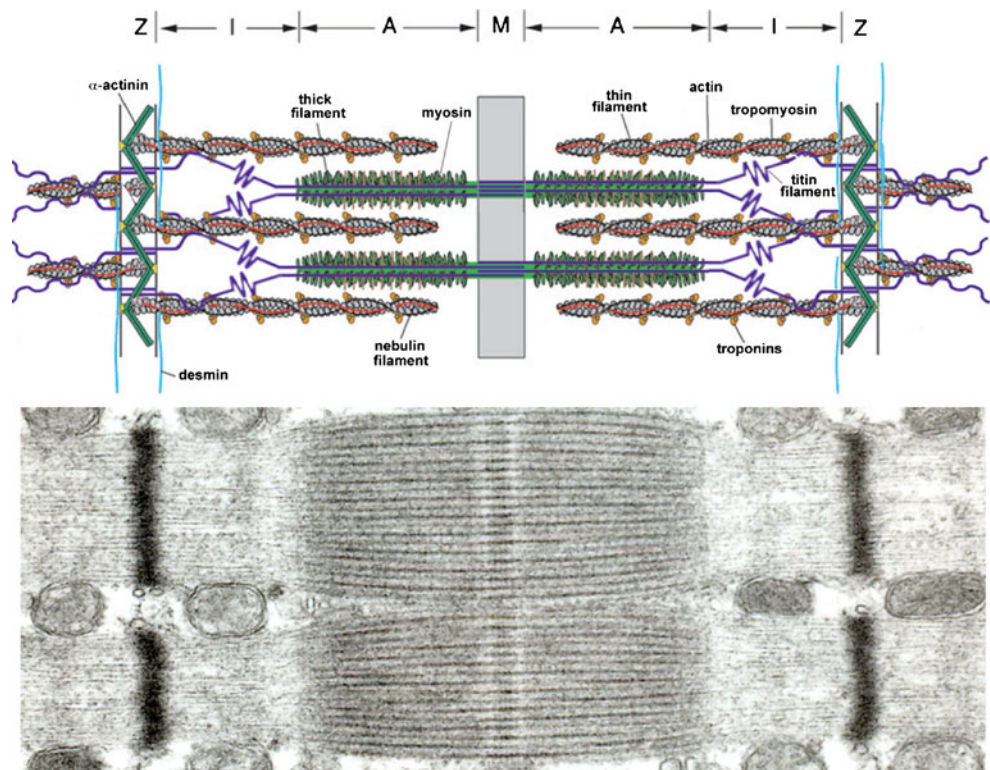 Z I A M A I Z
α-actinin
thick
filament
myosin
thin
filament
actin
tropomyosin
titin
filament
nebulin
filament
troponins
desmin